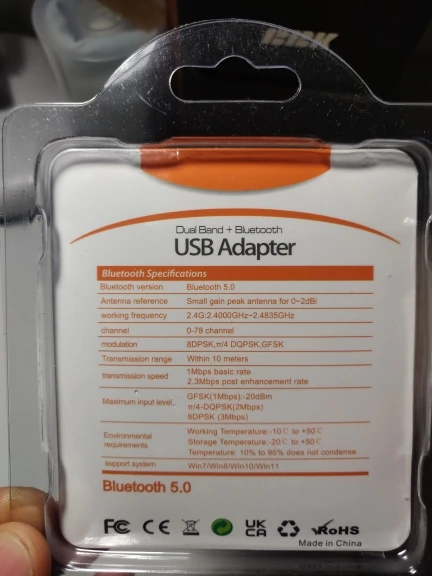 Dual Band + Bluetooth
USB Adapter
Bluetooth Specifications
Bluetooth version Bluetooth 5.0
Antenna reference Small gain peak antenna for 0~2dBi
working frequency 2.4G:2.4000GHz~2.4835GHz
channel 0-78 channel
modulation 8DPSK,π/4 DQPSK,GFSK
Transmission range Within 10 meters
transmission speed 1Mbps basic rate
2.3Mbps post enhancement rate
Maximum input level.. GFSK(1Mbps):-20dBm
π/4-DQPSK(2Mbps)
8DPSK (3Mbps)
Environmental requirements Working Temperature:-10℃ to +50℃
Storage Temperature:-20℃ to +50℃
Temperature: 10% to 95% does not condense
support system Win7/Win8/Win10/Win11
Bluetooth 5.0
FC CE UK CA RoHS
Made in China